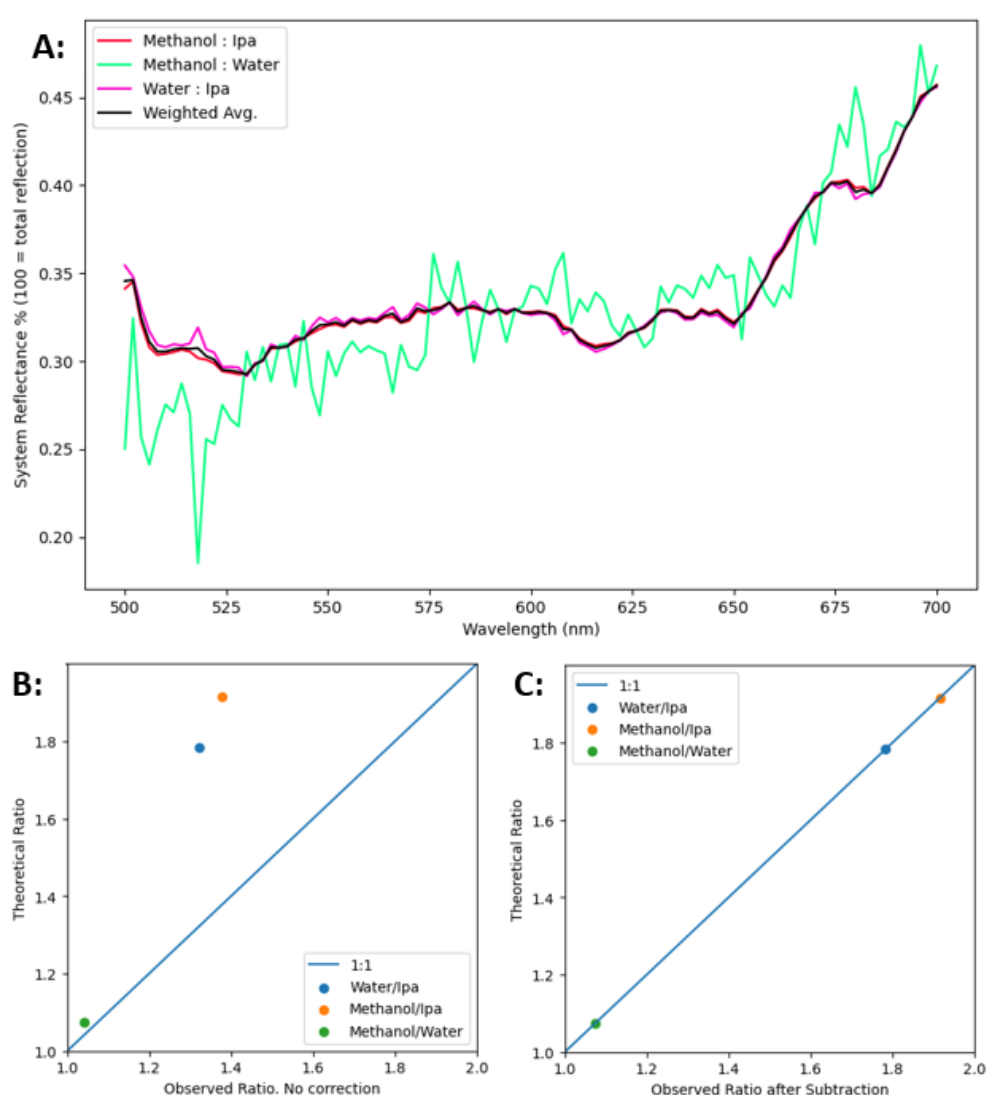 A:
Methanol : Ipa
Methanol : Water
Water : Ipa
Weighted Avg.
System Reflectance % (100 = total reflection)
0.45
0.40
0.35
0.30
0.25
0.20
500
525
550
575
600
625
650
675
700
Wavelength (nm)
B:
Theoretical Ratio
1.8
1.6
1.4
1.2
1.0
1:1
Water/Ipa
Methanol/Ipa
Methanol/Water
1.0
1.2
1.4
1.6
1.8
2.0
Observed Ratio. No correction
C:
1:1
Water/Ipa
Methanol/Ipa
Methanol/Water
Theoretical Ratio
1.8
1.6
1.4
1.2
1.0
1.0
1.2
1.4
1.6
1.8
2.0
Observed Ratio after Subtraction